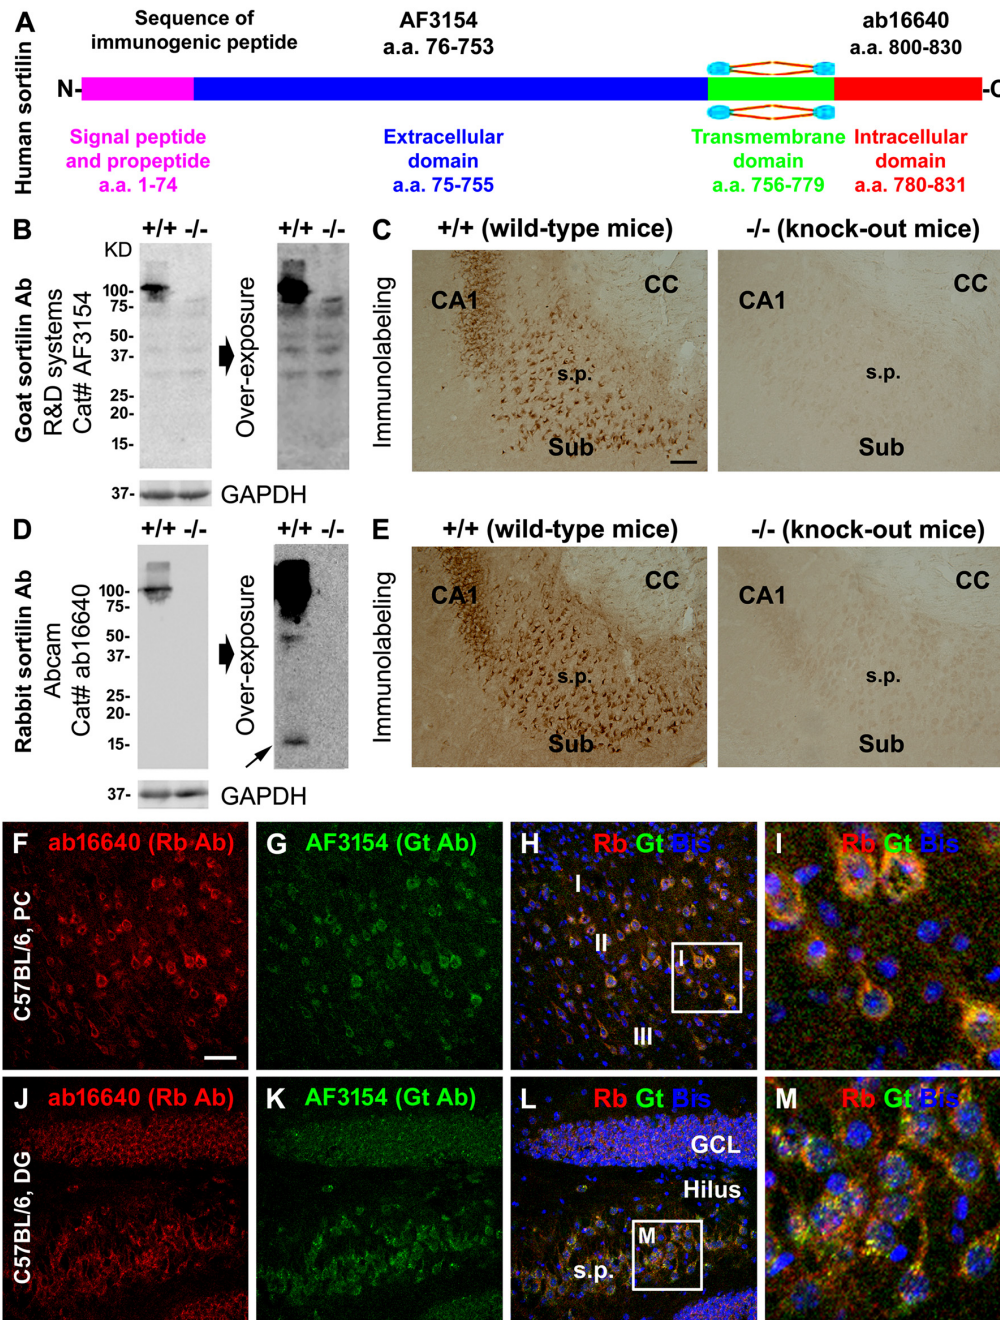 A
Human sortilin
Sequence of
immunogenic peptide
AF3154
a.a. 76-753
ab16640
a.a. 800-830
N-
-C
Signal peptide
and propeptide
a.a. 1-74
Extracellular
domain
a.a. 75-755
Transmembrane
domain
a.a. 756-779
Intracellular
domain
a.a. 780-831
B
Goat sortilin Ab
R&D systems
Cat# AF3154
+/+ -/-
KD
100-
75-
50-
37-
25-
20-
15-
37-
GAPDH
Over-exposure
+/+ -/-
C
Immunolabeling
+/+ (wild-type mice)
CA1
CC
s.p.
Sub
-/- (knock-out mice)
CA1
CC
s.p.
Sub
D
Rabbit sortilin Ab
Abcam
Cat# ab16640
+/+ -/-
100-
75-
50-
37-
25-
20-
15-
37-
GAPDH
Over-exposure
+/+ -/-
E
Immunolabeling
+/+ (wild-type mice)
CA1
CC
s.p.
Sub
-/- (knock-out mice)
CA1
CC
s.p.
Sub
C57BL/6, PC
F ab16640 (Rb Ab)
G AF3154 (Gt Ab)
H Rb Gt Bis
I
II
I
III
I Rb Gt Bis
C57BL/6, DG
J ab16640 (Rb Ab)
K AF3154 (Gt Ab)
L Rb Gt Bis
GCL
Hilus
M
s.p.
M Rb Gt Bis